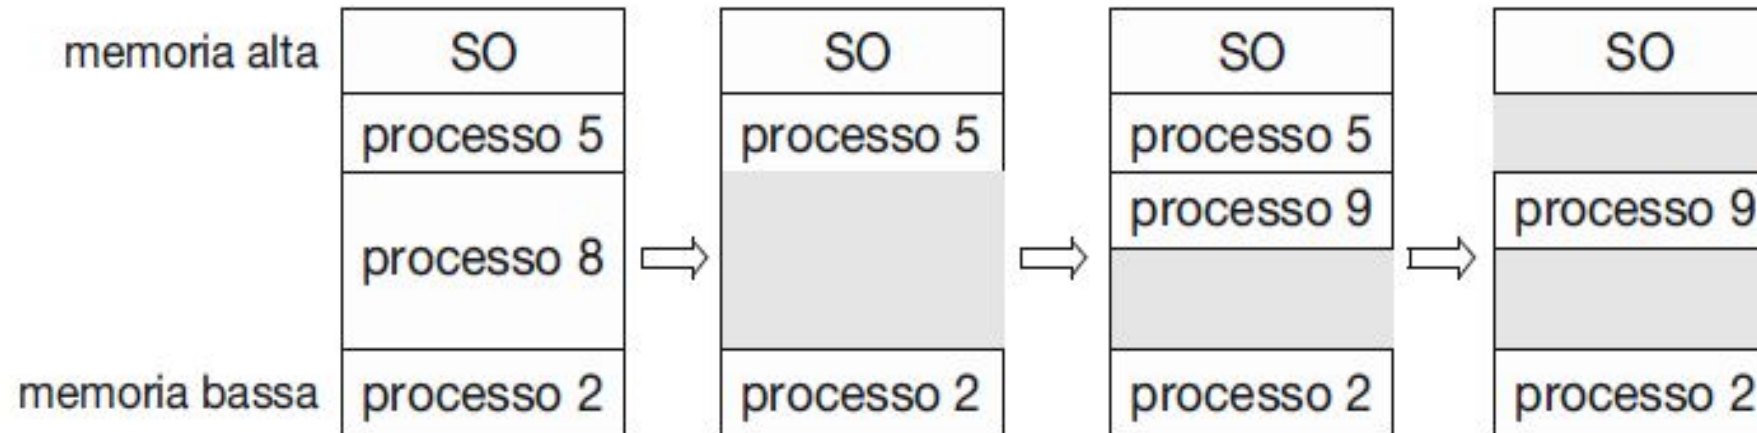 memoria alta SO SO SO SO
processo 5 processo 5 processo 5
processo 9 processo 9
processo 8
memoria bassa processo 2 processo 2 processo 2 processo 2